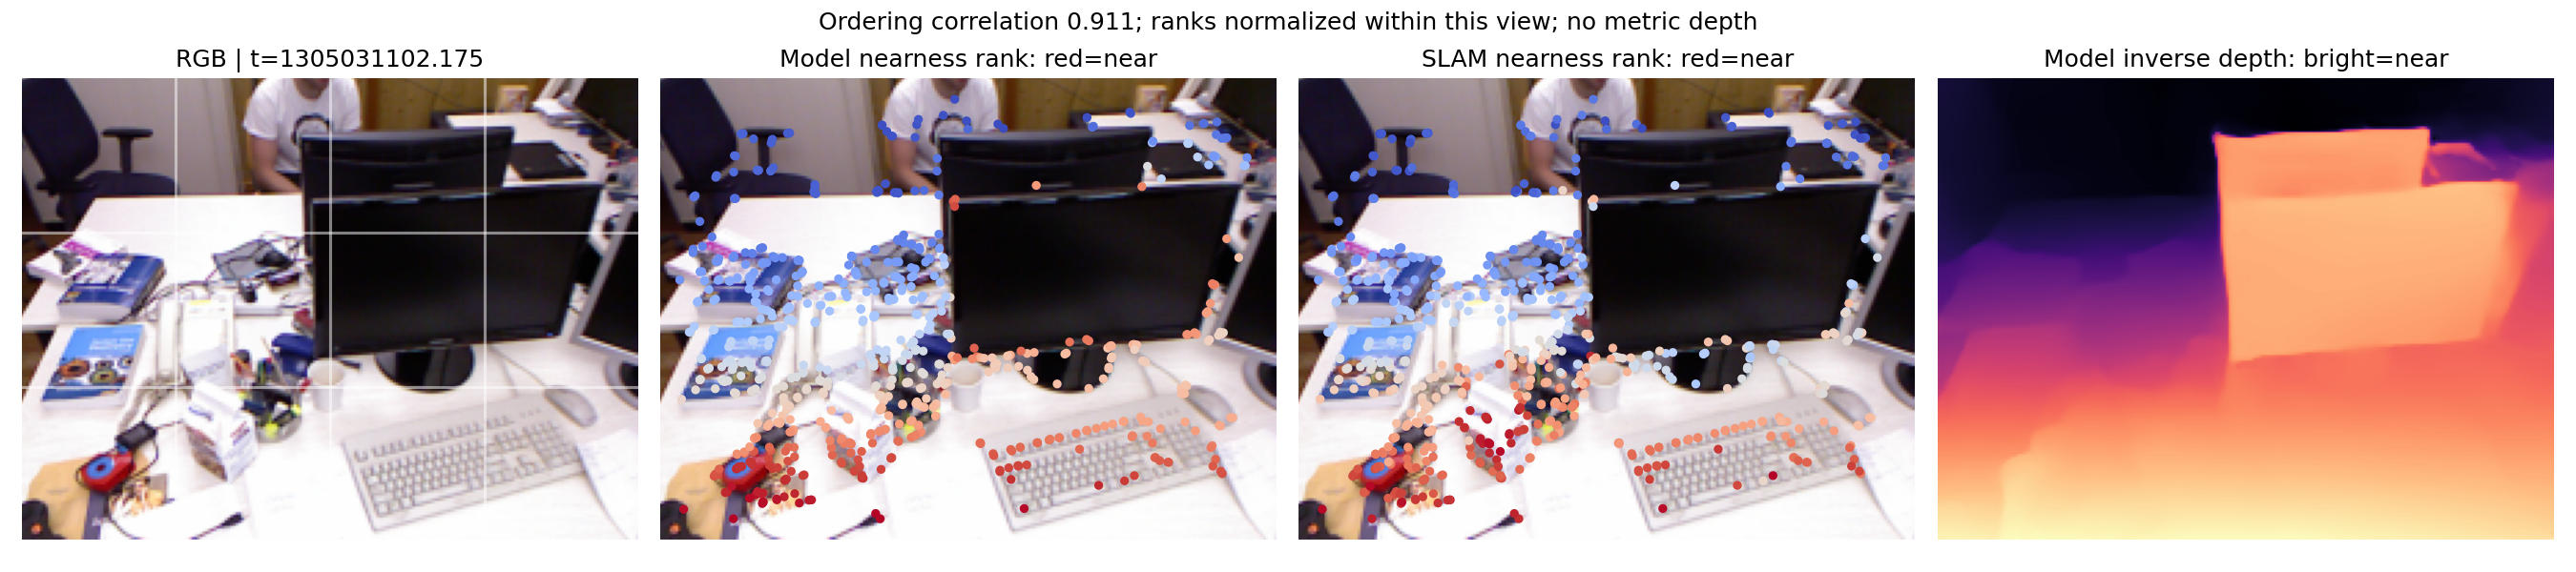 Ordering correlation 0.911; ranks normalized within this view; no metric depth
RGB | t=1305031102.175
Model nearness rank: red=near
SLAM nearness rank: red=near
Model inverse depth: bright=near